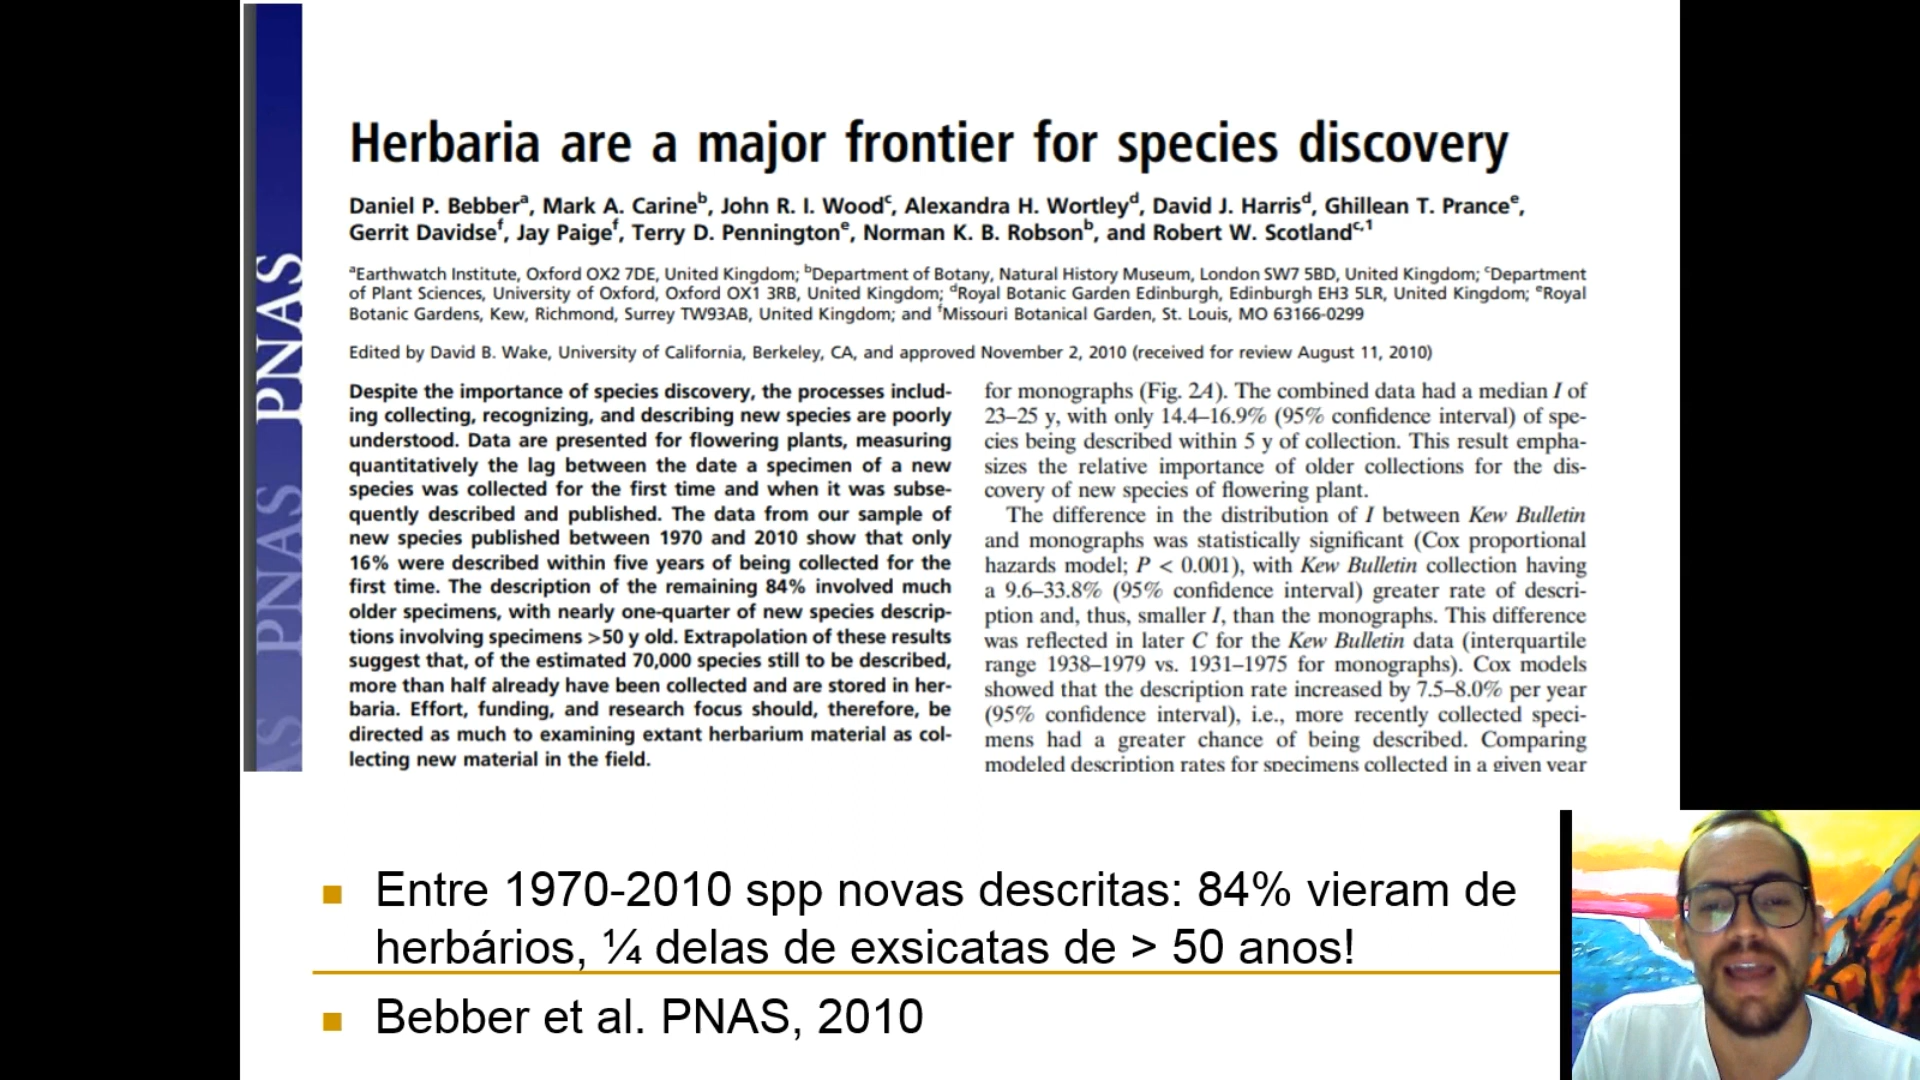 PNAS
PNAS
AS
Herbaria are a major frontier for species discovery
Daniel P. Bebberᵃ, Mark A. Carineᵇ, John R. I. Woodᶜ, Alexandra H. Wortleyᵈ, David J. Harrisᵈ, Ghillean T. Pranceᵉ,
Gerrit Davidseᶠ, Jay Paigeᶠ, Terry D. Penningtonᵉ, Norman K. B. Robsonᵇ, and Robert W. Scotlandᶜ,¹
ᵃEarthwatch Institute, Oxford OX2 7DE, United Kingdom; ᵇDepartment of Botany, Natural History Museum, London SW7 5BD, United Kingdom; ᶜDepartment
of Plant Sciences, University of Oxford, Oxford OX1 3RB, United Kingdom; ᵈRoyal Botanic Garden Edinburgh, Edinburgh EH3 5LR, United Kingdom; ᵉRoyal
Botanic Gardens, Kew, Richmond, Surrey TW93AB, United Kingdom; and ᶠMissouri Botanical Garden, St. Louis, MO 63166-0299
Edited by David B. Wake, University of California, Berkeley, CA, and approved November 2, 2010 (received for review August 11, 2010)
Despite the importance of species discovery, the processes includ-
ing collecting, recognizing, and describing new species are poorly
understood. Data are presented for flowering plants, measuring
quantitatively the lag between the date a specimen of a new
species was collected for the first time and when it was subse-
quently described and published. The data from our sample of
new species published between 1970 and 2010 show that only
16% were described within five years of being collected for the
first time. The description of the remaining 84% involved much
older specimens, with nearly one-quarter of new species descrip-
tions involving specimens >50 y old. Extrapolation of these results
suggest that, of the estimated 70,000 species still to be described,
more than half already have been collected and are stored in her-
baria. Effort, funding, and research focus should, therefore, be
directed as much to examining extant herbarium material as col-
lecting new material in the field.
for monographs (Fig. 2A). The combined data had a median I of
23–25 y, with only 14.4–16.9% (95% confidence interval) of spe-
cies being described within 5 y of collection. This result empha-
sizes the relative importance of older collections for the dis-
covery of new species of flowering plant.
The difference in the distribution of I between Kew Bulletin
and monographs was statistically significant (Cox proportional
hazards model; P < 0.001), with Kew Bulletin collection having
a 9.6–33.8% (95% confidence interval) greater rate of descri-
ption and, thus, smaller I, than the monographs. This difference
was reflected in later C for the Kew Bulletin data (interquartile
range 1938–1979 vs. 1931–1975 for monographs). Cox models
showed that the description rate increased by 7.5–8.0% per year
(95% confidence interval), i.e., more recently collected speci-
mens had a greater chance of being described. Comparing
modeled description rates for specimens collected in a given year
Entre 1970-2010 spp novas descritas: 84% vieram de
herbários, ¼ delas de exsicatas de > 50 anos!
Bebber et al. PNAS, 2010